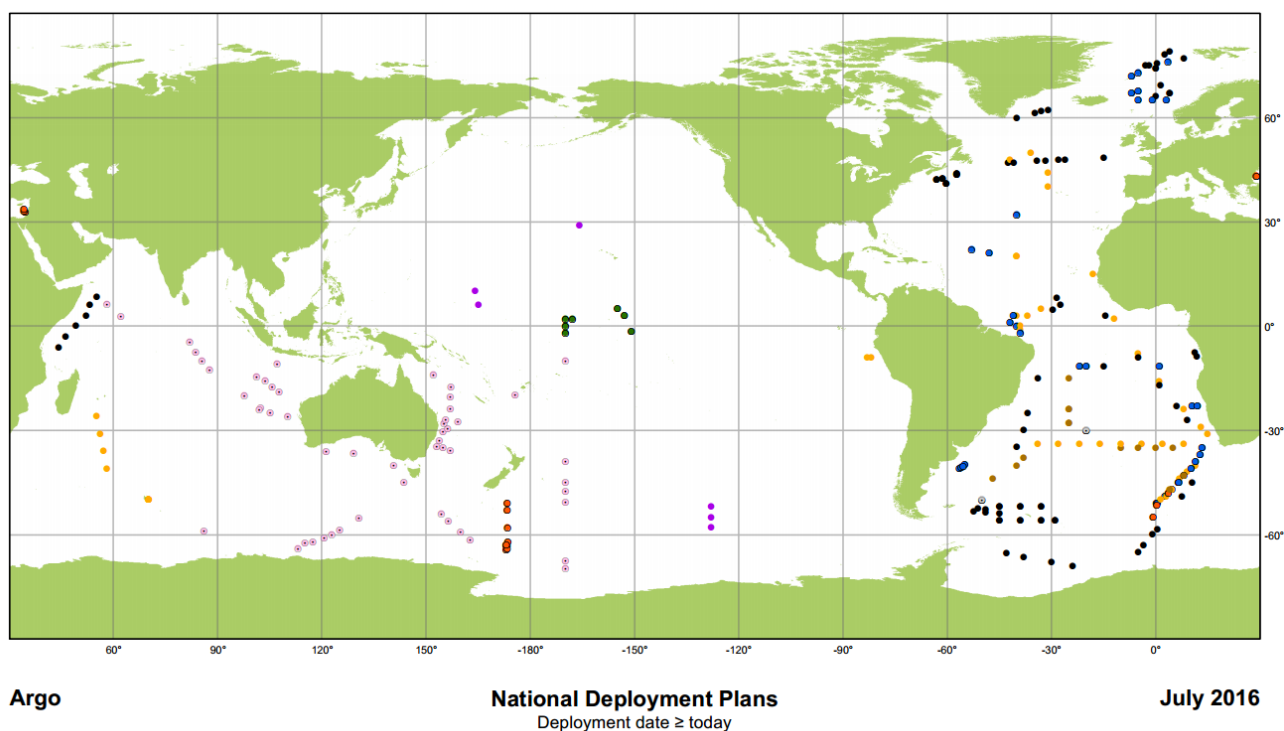 60°
30°
0°
-30°
-60°
60° 90° 120° 150° -180° -150° -120° -90° -60° -30° 0°
Argo National Deployment Plans July 2016
Deployment date ≥ today